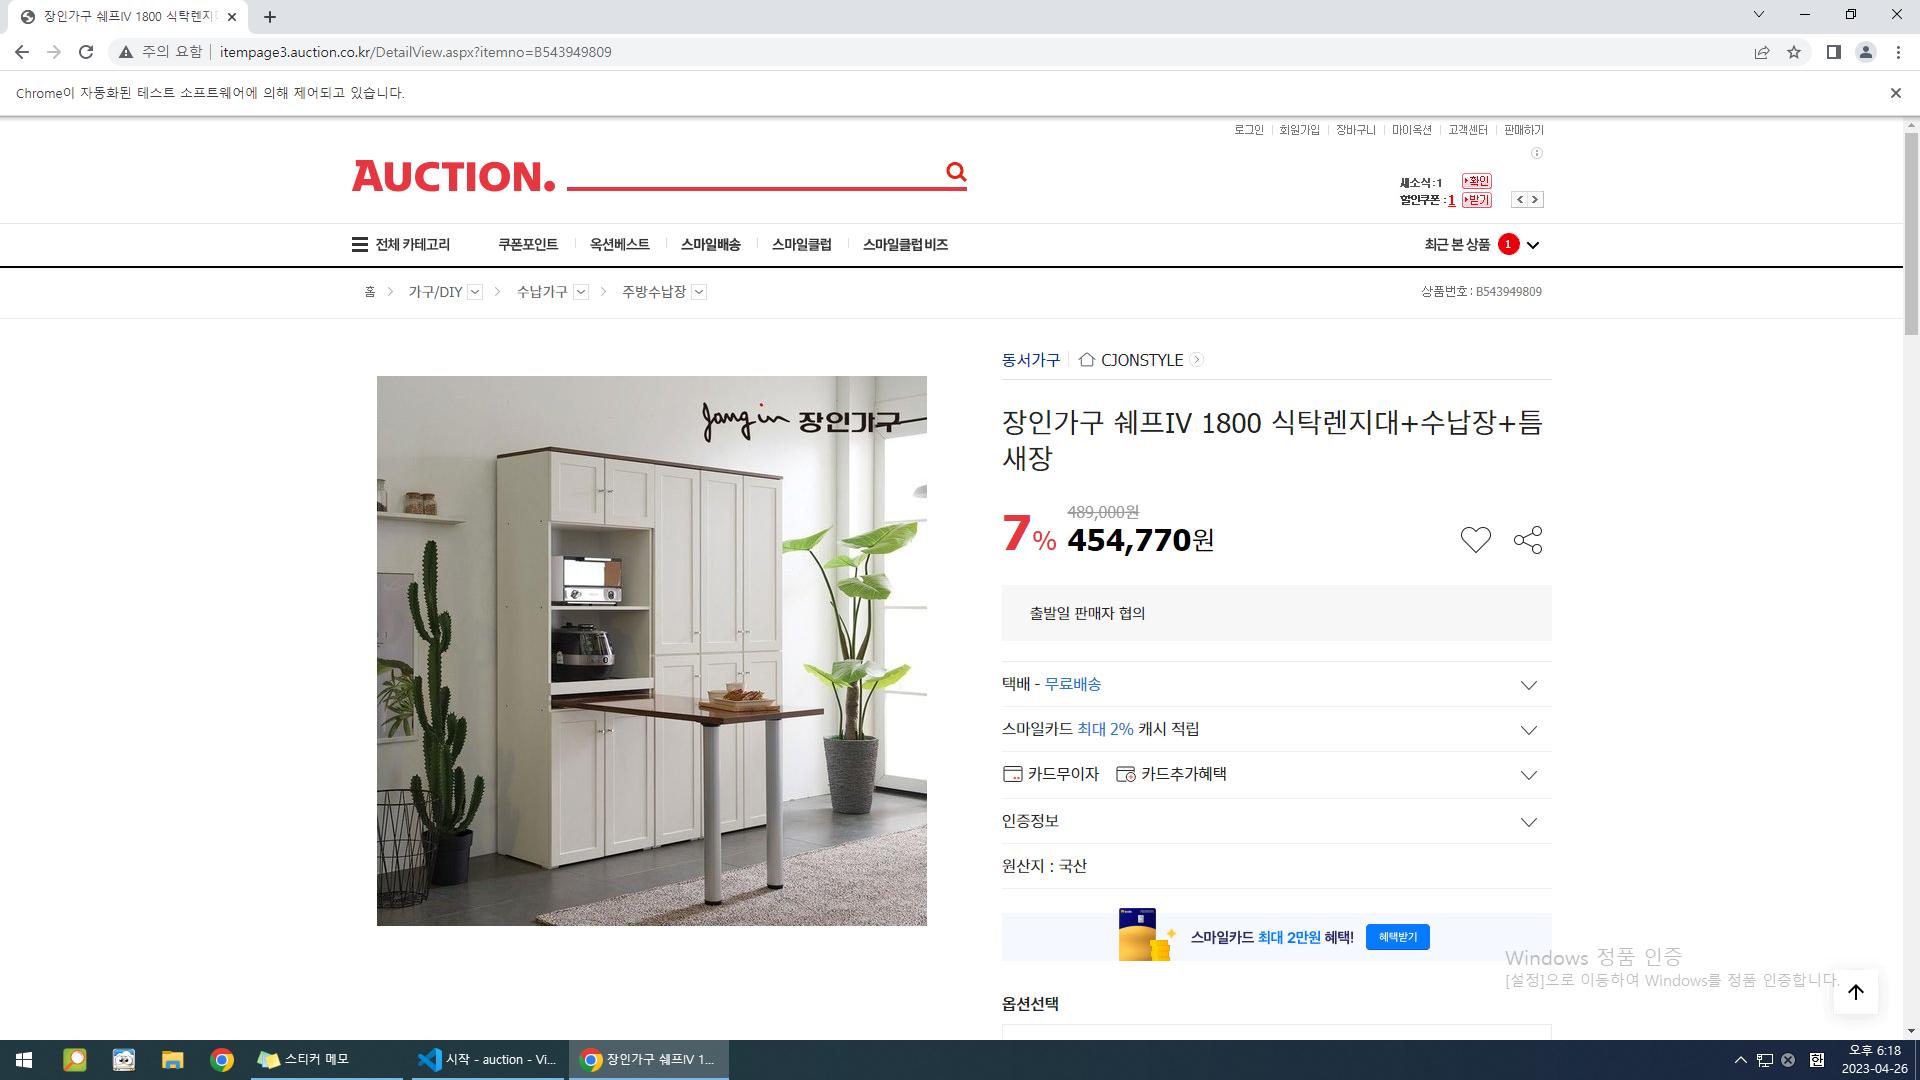 장인가구 쉐프IV 1800 식탁렌지대
주의 요함
itempage3.auction.co.kr/DetailView.aspx?itemno=B543949809
Chrome이 자동화된 테스트 소프트웨어에 의해 제어되고 있습니다.
로그인 회원가입 장바구니 마이옥션 고객센터 판매하기
AUCTION.
새소식:1 확인
할인쿠폰:1 받기
전체 카테고리 쿠폰포인트 옥션베스트 스마일배송 스마일클럽 스마일클럽 비즈 최근 본 상품 1
홈 가구/DIY 수납가구 주방수납장 상품번호 : B543949809
동서가구 CJONSTYLE
Jang in 장인가구
장인가구 쉐프IV 1800 식탁렌지대+수납장+틈
새장
489,000원
7% 454,770원
출발일 판매자 협의
택배 - 무료배송
스마일카드 최대 2% 캐시 적립
카드무이자 카드추가혜택
인증정보
원산지 : 국산
스마일카드 최대 2만원 혜택! 혜택받기
Windows 정품 인증
[설정]으로 이동하여 Windows를 정품 인증합니다.
옵션선택
스티커 메모
시작 - auction - Vi...
장인가구 쉐프IV 1...
한
오후 6:18
2023-04-26